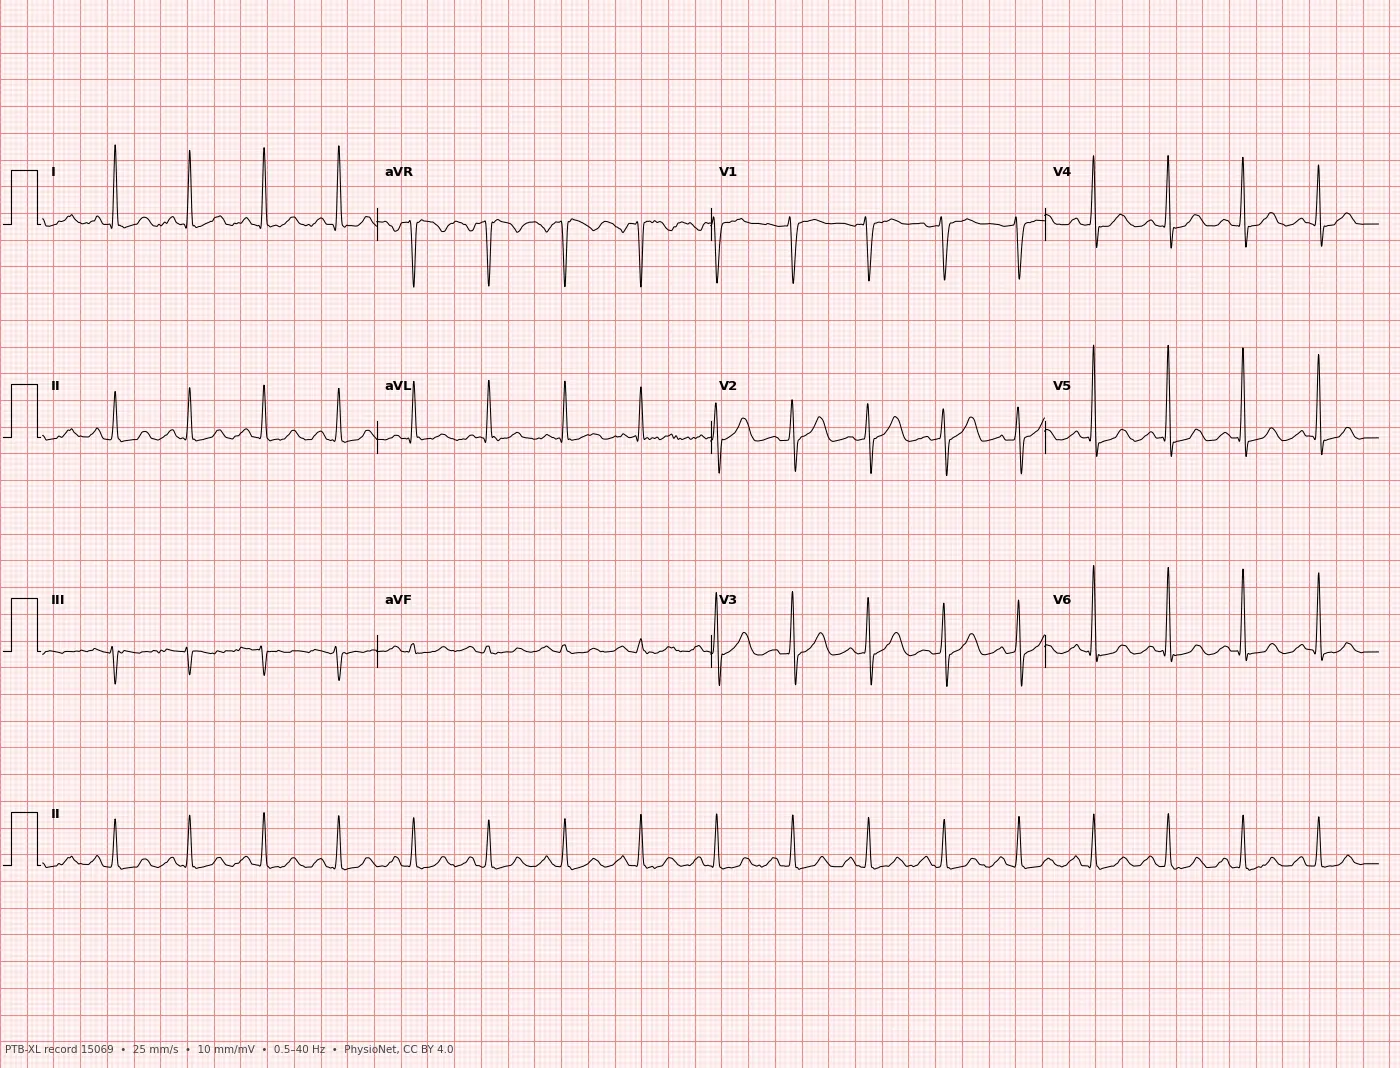 I aVR V1 V4
II aVL V2 V5
III aVF V3 V6
II
PTB-XL record 15069 • 25 mm/s • 10 mm/mV • 0.5–40 Hz • PhysioNet, CC BY 4.0